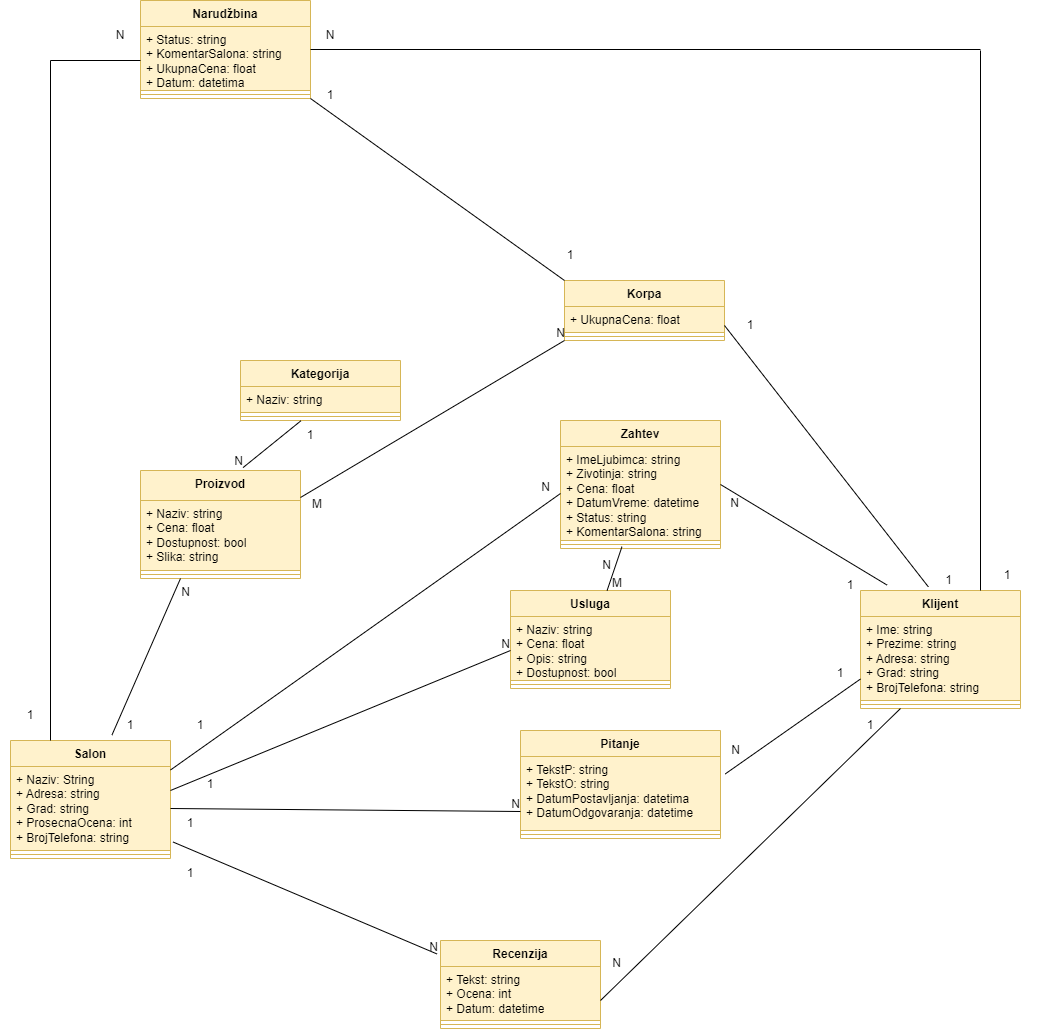 Narudžbina
N
N
+ Status: string
+ KomentarSalona: string
+ UkupnaCena: float
+ Datum: datetima
1
1
Korpa
+ UkupnaCena: float
N
1
Kategorija
+ Naziv: string
1
N
Proizvod
+ Naziv: string
+ Cena: float
+ Dostupnost: bool
+ Slika: string
M
N
Zahtev
+ ImeLjubimca: string
+ Zivotinja: string
+ Cena: float
+ DatumVreme: datetime
+ Status: string
+ KomentarSalona: string
N
N
N
M
Usluga
+ Naziv: string
+ Cena: float
+ Opis: string
+ Dostupnost: bool
N
1
1
1
Klijent
+ Ime: string
+ Prezime: string
+ Adresa: string
+ Grad: string
+ BrojTelefona: string
1
1
1
1
1
Salon
+ Naziv: String
+ Adresa: string
+ Grad: string
+ ProsecnaOcena: int
+ BrojTelefona: string
1
1
1
Pitanje
+ TekstP: string
+ TekstO: string
+ DatumPostavljanja: datetima
+ DatumOdgovaranja: datetime
N
N
N
Recenzija
+ Tekst: string
+ Ocena: int
+ Datum: datetime
N